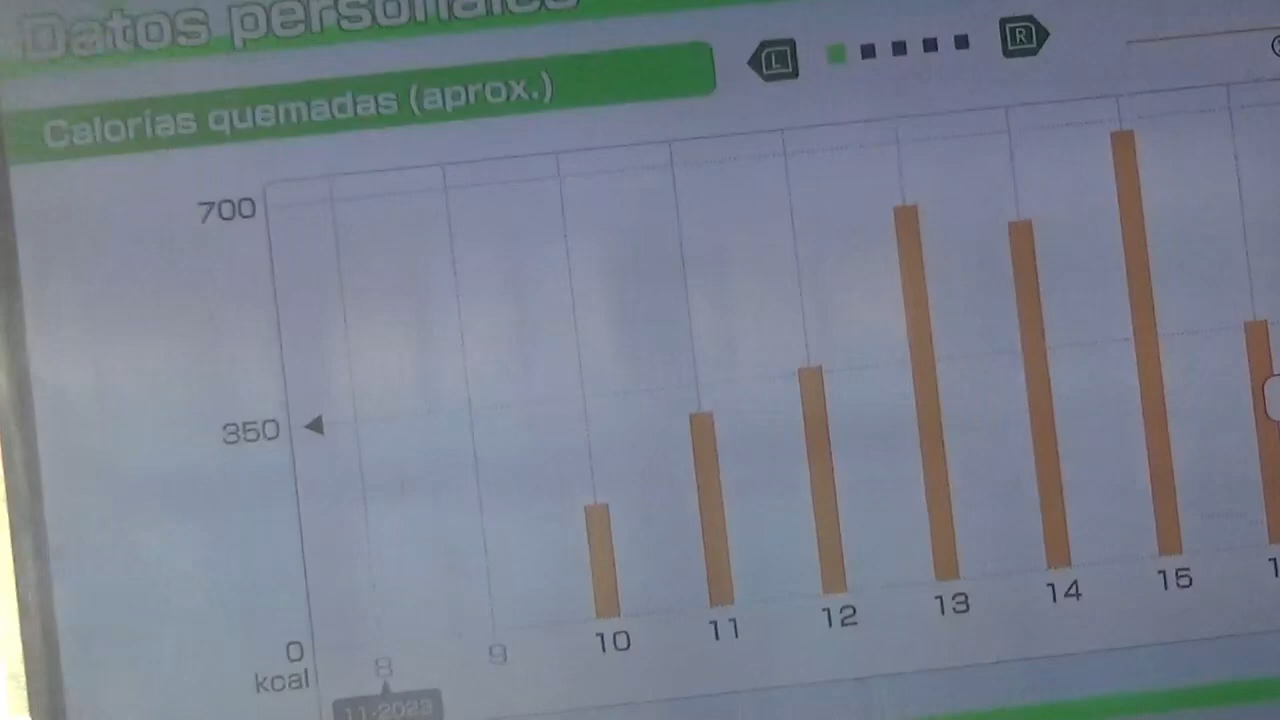 Datos personales
Calorías quemadas (aprox.)
L R
700
350
0
kcal
8 9 10 11 12 13 14 15
11-2023